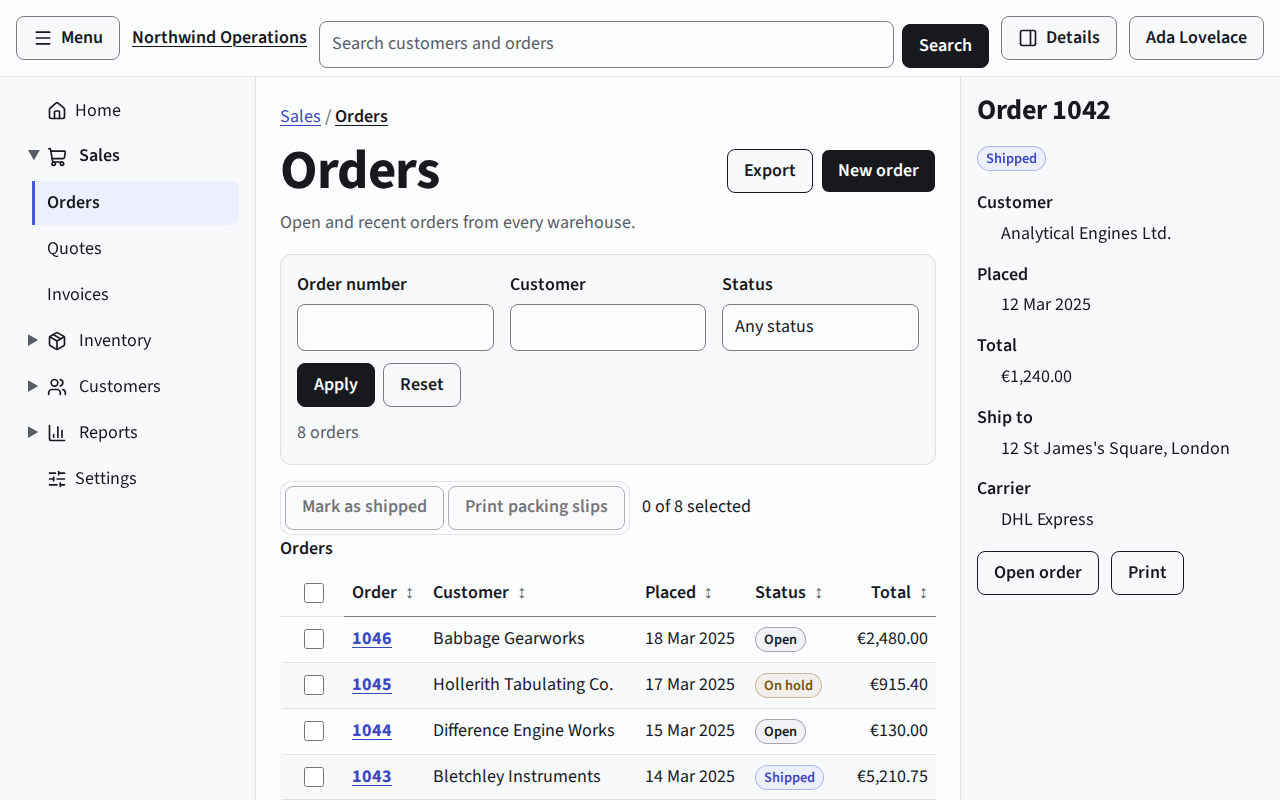 Menu
Northwind Operations
Search customers and orders
Search
Details
Ada Lovelace
Home
Sales
Orders
Quotes
Invoices
Inventory
Customers
Reports
Settings
Sales / Orders
Orders
Export
New order
Open and recent orders from every warehouse.
Order number
Customer
Status
Any status
Apply
Reset
8 orders
Mark as shipped
Print packing slips
0 of 8 selected
Orders
Order ↕ Customer ↕ Placed ↕ Status ↕ Total ↕
1046 Babbage Gearworks 18 Mar 2025 Open €2,480.00
1045 Hollerith Tabulating Co. 17 Mar 2025 On hold €915.40
1044 Difference Engine Works 15 Mar 2025 Open €130.00
1043 Bletchley Instruments 14 Mar 2025 Shipped €5,210.75
Order 1042
Shipped
Customer
Analytical Engines Ltd.
Placed
12 Mar 2025
Total
€1,240.00
Ship to
12 St James's Square, London
Carrier
DHL Express
Open order
Print